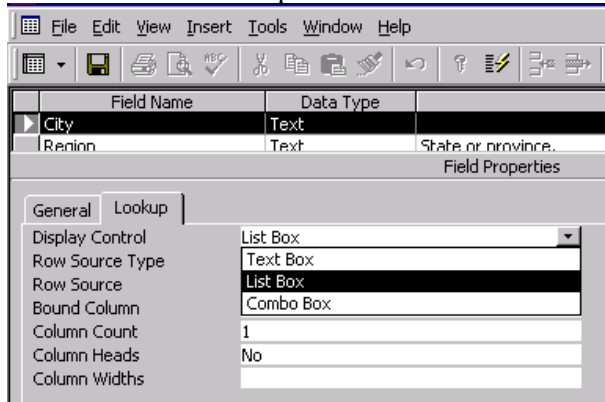 File Edit View Insert Tools Window Help
ABC
Field Name Data Type
City Text
Region Text State or province.
Field Properties
General Lookup
Display Control List Box
Row Source Type Text Box
Row Source List Box
Bound Column Combo Box
Column Count 1
Column Heads No
Column Widths